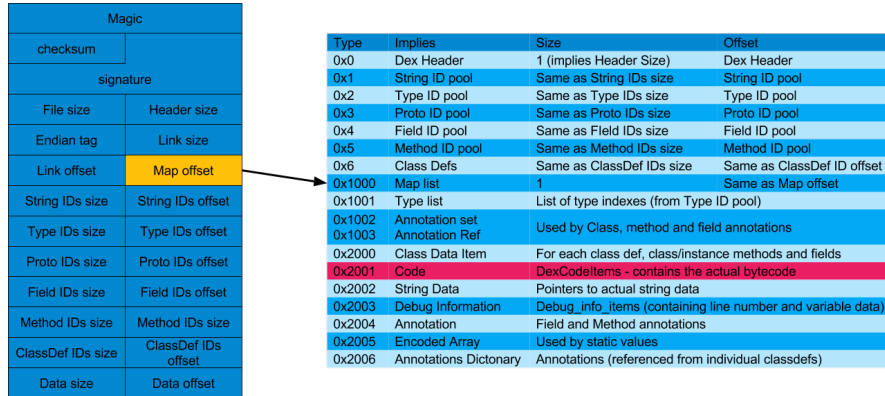 Magic
checksum
signature
File size Header size
Endian tag Link size
Link offset Map offset
String IDs size String IDs offset
Type IDs size Type IDs offset
Proto IDs size Proto IDs offset
Field IDs size Field IDs offset
Method IDs size Method IDs size
ClassDef IDs size ClassDef IDs
offset
Data size Data offset
Type Implies Size Offset
0x0 Dex Header 1 (implies Header Size) Dex Header
0x1 String ID pool Same as String IDs size String ID pool
0x2 Type ID pool Same as Type IDs size Type ID pool
0x3 Proto ID pool Same as Proto IDs size Proto ID pool
0x4 Field ID pool Same as FIeld IDs size Field ID pool
0x5 Method ID pool Same as Method IDs size Method ID pool
0x6 Class Defs Same as ClassDef IDs size Same as ClassDef ID offset
0x1000 Map list 1 Same as Map offset
0x1001 Type list List of type indexes (from Type ID pool)
0x1002 Annotation set
0x1003 Annotation Ref
Used by Class, method and field annotations
0x2000 Class Data Item For each class def, class/instance methods and fields
0x2001 Code DexCodeItems - contains the actual bytecode
0x2002 String Data Pointers to actual string data
0x2003 Debug Information Debug_info_items (containing line number and variable data)
0x2004 Annotation Field and Method annotations
0x2005 Encoded Array Used by static values
0x2006 Annotations Dictonary Annotations (referenced from individual classdefs)